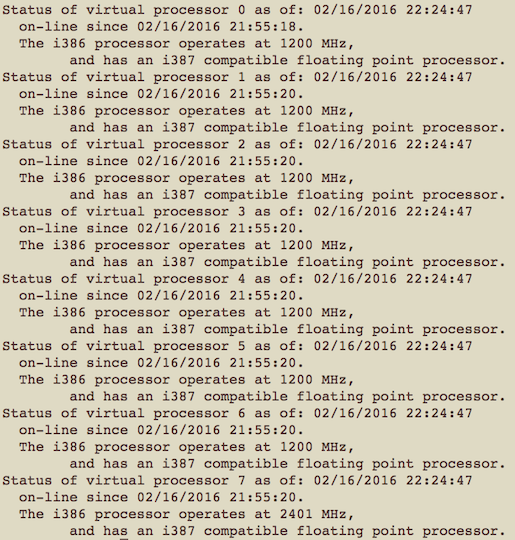 Status of virtual processor 0 as of: 02/16/2016 22:24:47
  on-line since 02/16/2016 21:55:18.
  The i386 processor operates at 1200 MHz,
        and has an i387 compatible floating point processor.
Status of virtual processor 1 as of: 02/16/2016 22:24:47
  on-line since 02/16/2016 21:55:20.
  The i386 processor operates at 1200 MHz,
        and has an i387 compatible floating point processor.
Status of virtual processor 2 as of: 02/16/2016 22:24:47
  on-line since 02/16/2016 21:55:20.
  The i386 processor operates at 1200 MHz,
        and has an i387 compatible floating point processor.
Status of virtual processor 3 as of: 02/16/2016 22:24:47
  on-line since 02/16/2016 21:55:20.
  The i386 processor operates at 1200 MHz,
        and has an i387 compatible floating point processor.
Status of virtual processor 4 as of: 02/16/2016 22:24:47
  on-line since 02/16/2016 21:55:20.
  The i386 processor operates at 1200 MHz,
        and has an i387 compatible floating point processor.
Status of virtual processor 5 as of: 02/16/2016 22:24:47
  on-line since 02/16/2016 21:55:20.
  The i386 processor operates at 1200 MHz,
        and has an i387 compatible floating point processor.
Status of virtual processor 6 as of: 02/16/2016 22:24:47
  on-line since 02/16/2016 21:55:20.
  The i386 processor operates at 1200 MHz,
        and has an i387 compatible floating point processor.
Status of virtual processor 7 as of: 02/16/2016 22:24:47
  on-line since 02/16/2016 21:55:20.
  The i386 processor operates at 2401 MHz,
        and has an i387 compatible floating point processor.